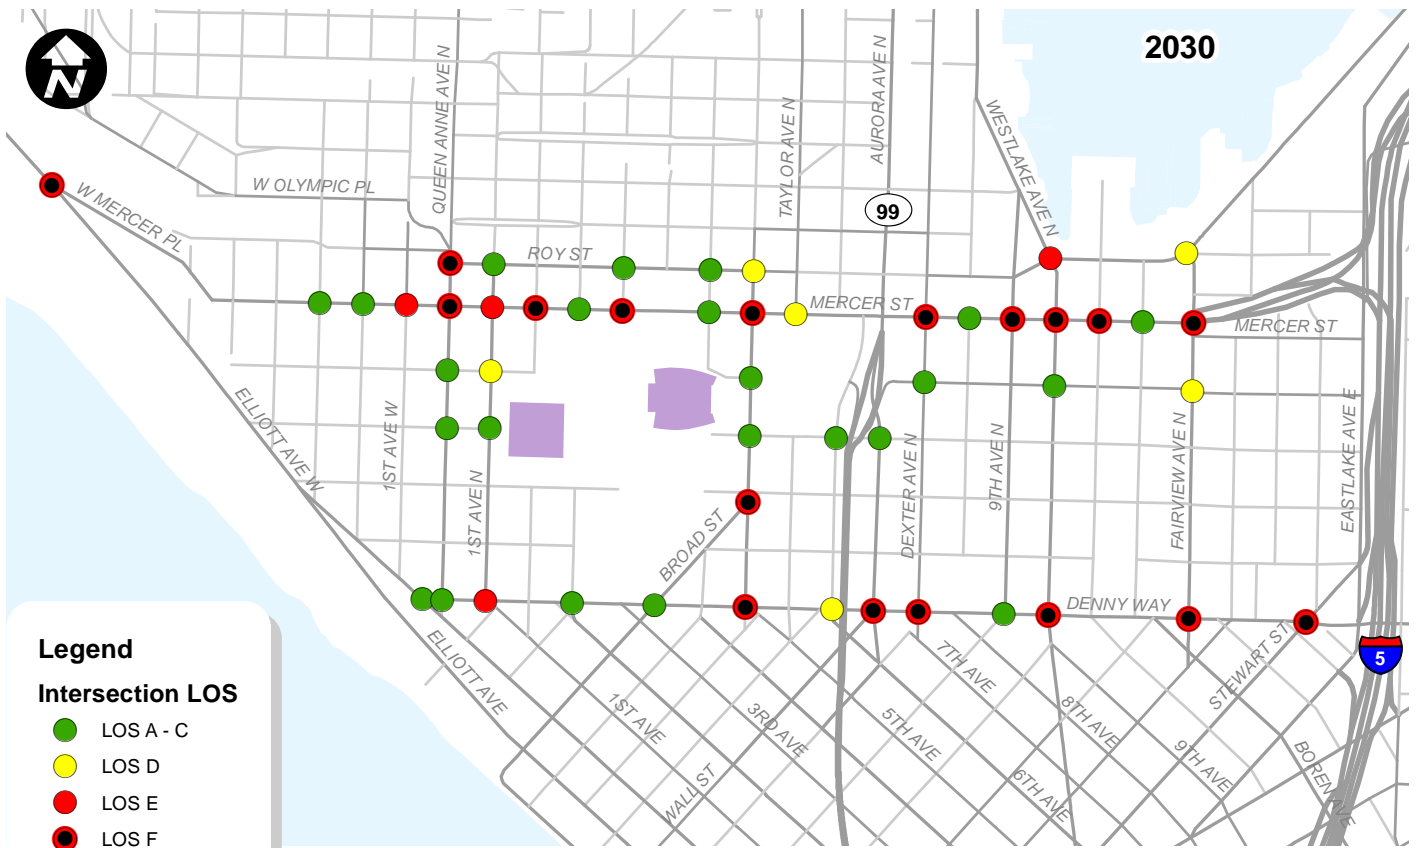 2030
N
QUEEN ANNE AVE N
AURORA AVE N
TAYLOR AVE N
WESTLAKE AVE N
W OLYMPIC PL
W MERCER PL
99
ROY ST
MERCER ST
MERCER ST
ELLIOTT AVE W
1ST AVE W
1ST AVE N
BROAD ST
DEXTER AVE N
9TH AVE N
FAIRVIEW AVE N
EASTLAKE AVE E
DENNY WAY
ELLIOTT AVE
1ST AVE
3RD AVE
WALL ST
5TH AVE
7TH AVE
6TH AVE
8TH AVE
9TH AVE
STEWART ST
BOREN AVE
5
Legend
Intersection LOS
LOS A - C
LOS D
LOS E
LOS F